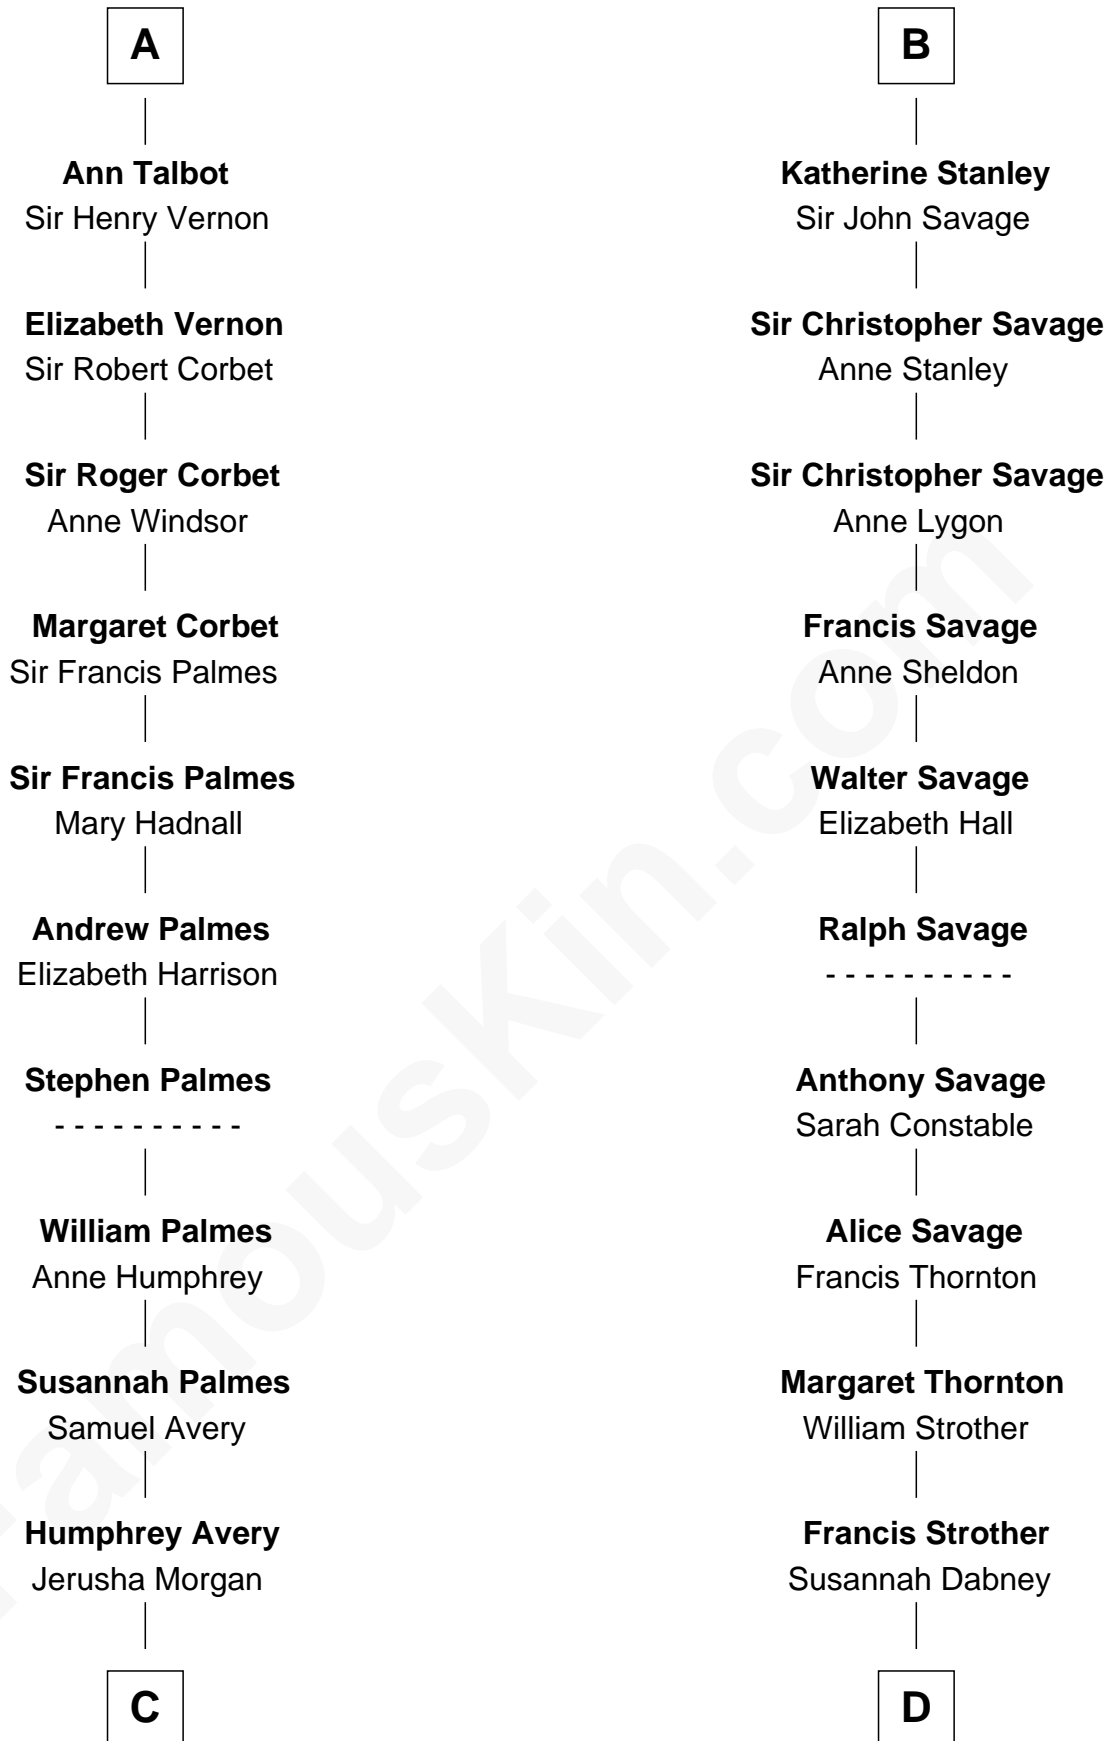 A
Ann Talbot
Sir Henry Vernon
Elizabeth Vernon
Sir Robert Corbet
Sir Roger Corbet
Anne Windsor
Margaret Corbet
Sir Francis Palmes
Sir Francis Palmes
Mary Hadnall
Andrew Palmes
Elizabeth Harrison
Stephen Palmes
- - - - - - - - - -
William Palmes
Anne Humphrey
Susannah Palmes
Samuel Avery
Humphrey Avery
Jerusha Morgan
C
B
Katherine Stanley
Sir John Savage
Sir Christopher Savage
Anne Stanley
Sir Christopher Savage
Anne Lygon
Francis Savage
Anne Sheldon
Walter Savage
Elizabeth Hall
Ralph Savage
- - - - - - - - - -
Anthony Savage
Sarah Constable
Alice Savage
Francis Thornton
Margaret Thornton
William Strother
Francis Strother
Susannah Dabney
D
FamousKin.com